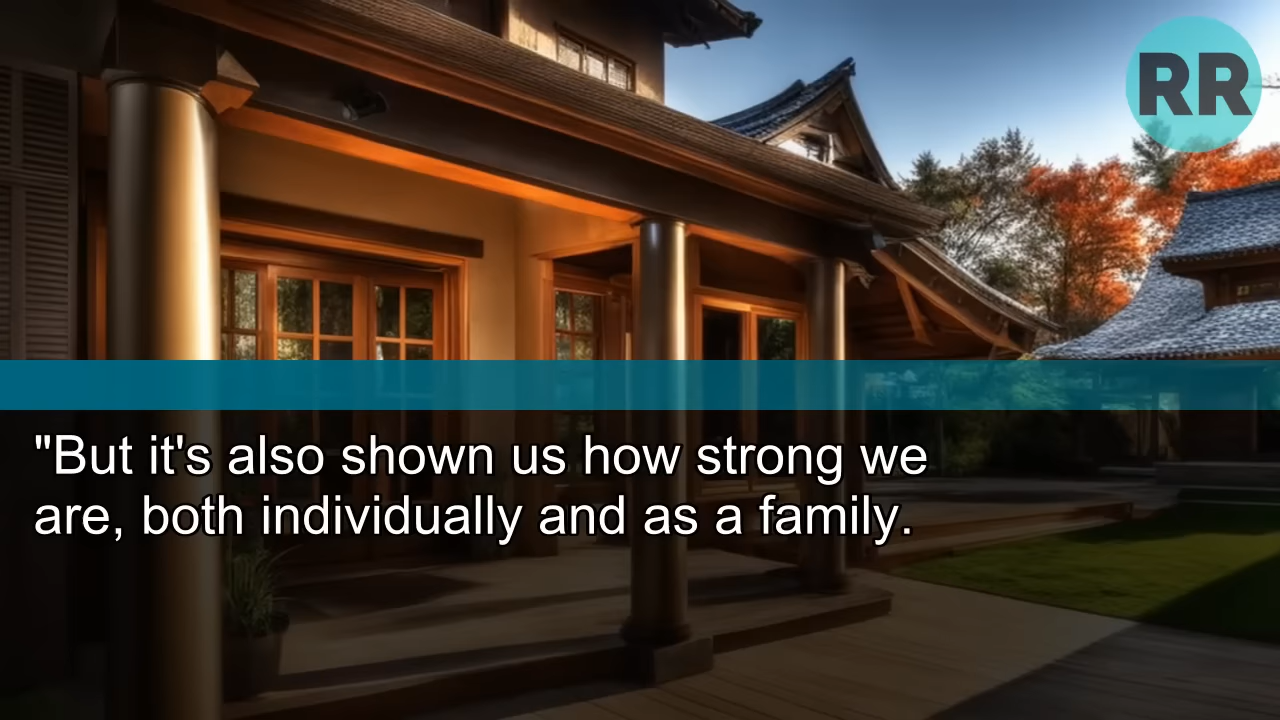 RR
"But it's also shown us how strong we
are, both individually and as a family.